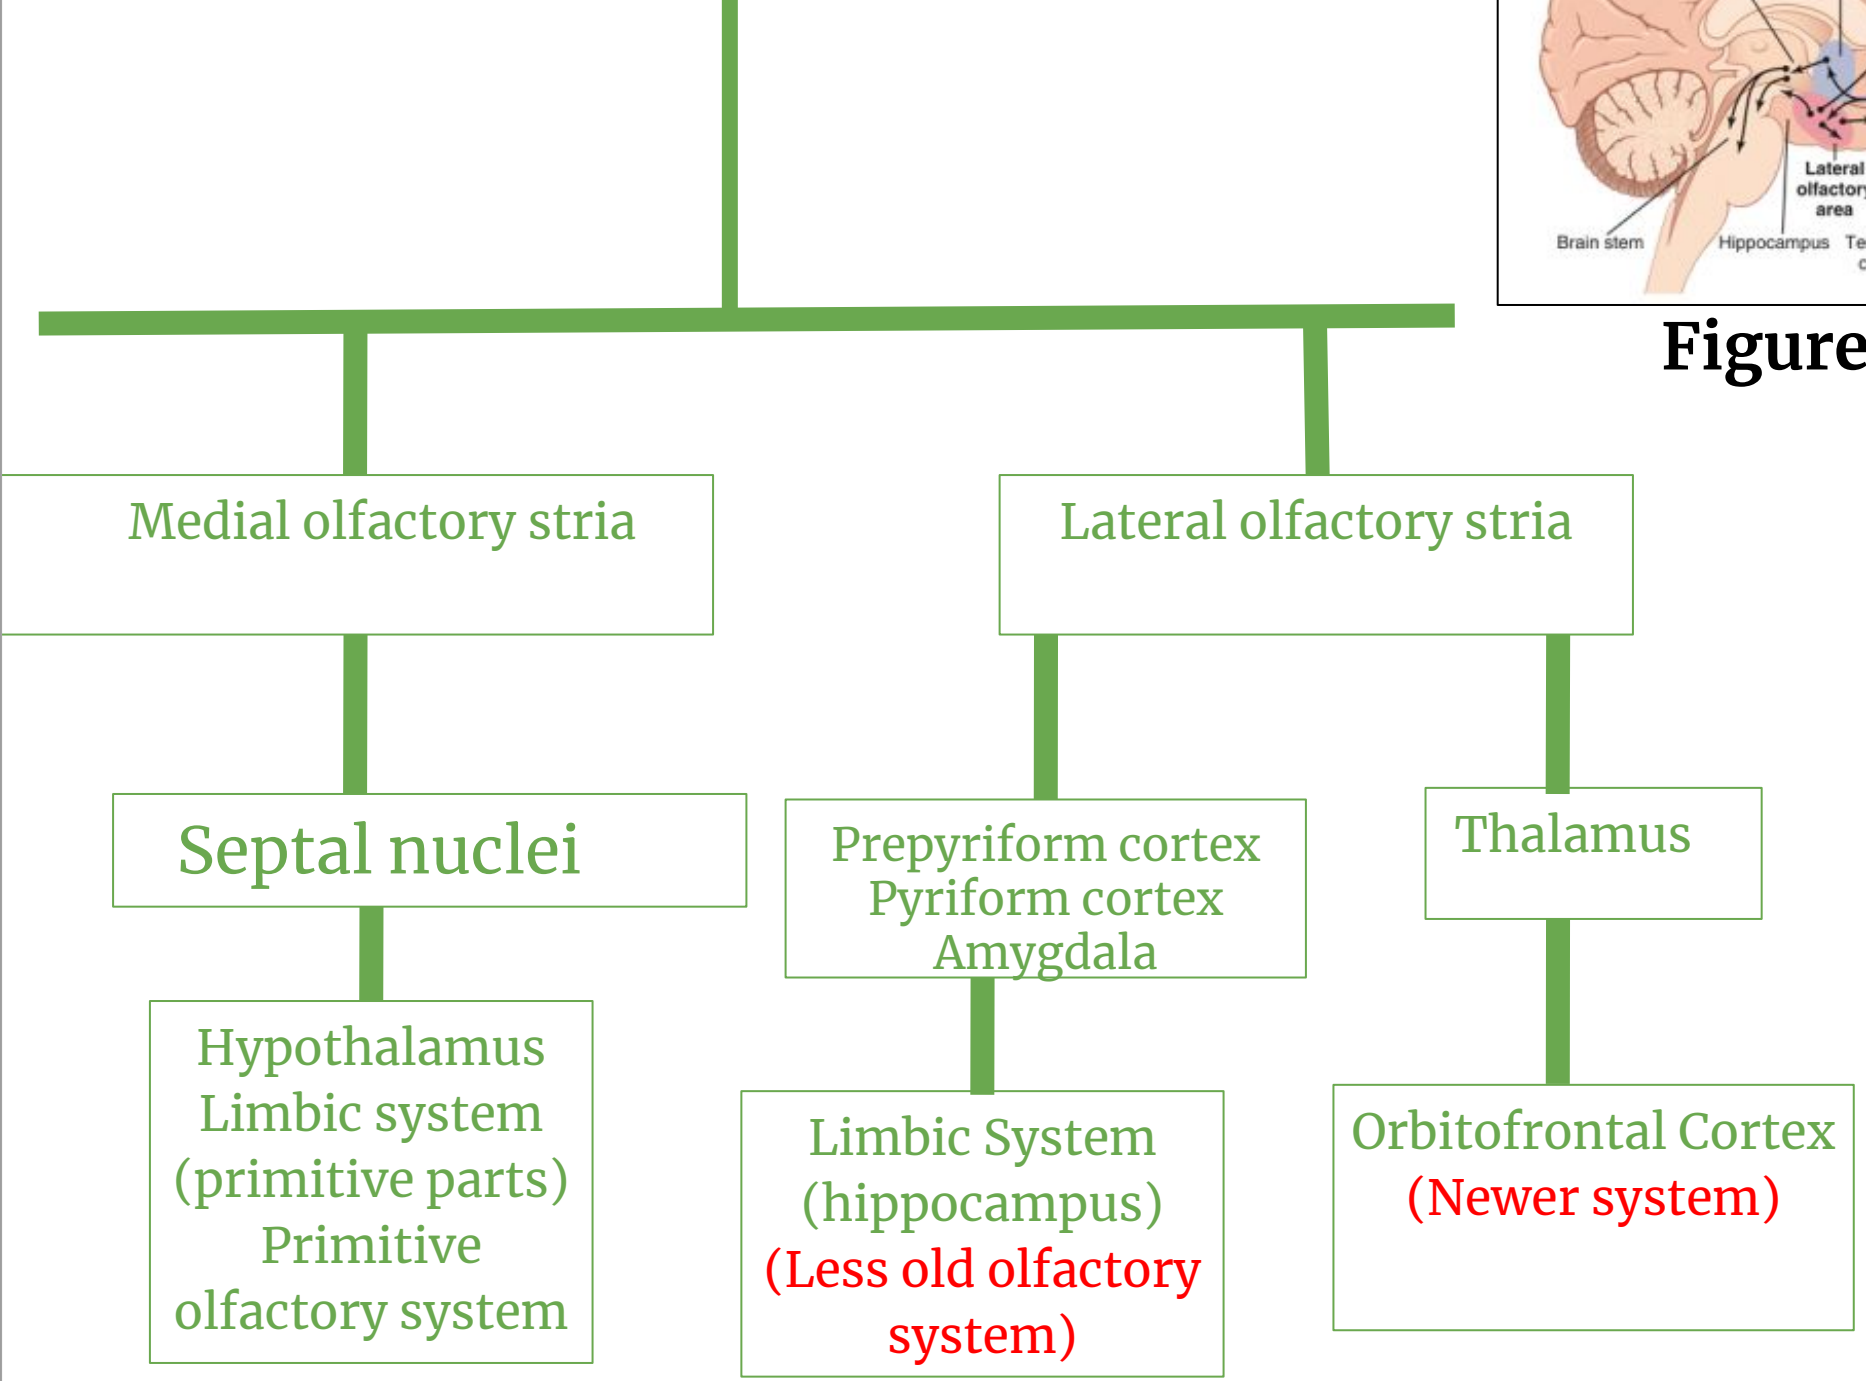 Lateral
olfactory
area
Brain stem
Hippocampus
Figure
Medial olfactory stria
Lateral olfactory stria
Septal nuclei
Prepyriform cortex
Pyriform cortex
Amygdala
Thalamus
Hypothalamus
Limbic system
(primitive parts)
Primitive
olfactory system
Limbic System
(hippocampus)
(Less old olfactory
system)
Orbitofrontal Cortex
(Newer system)